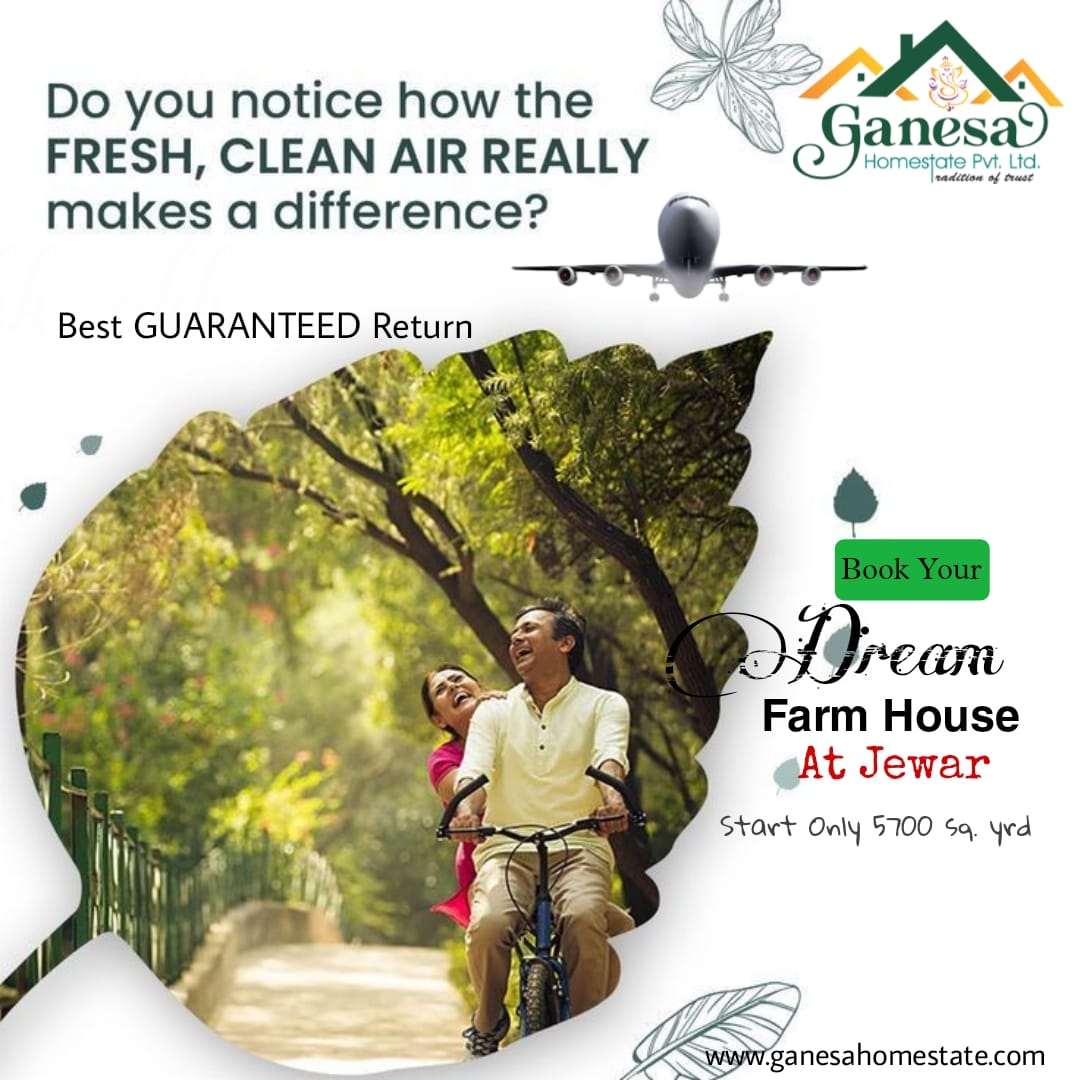 Do you notice how the
FRESH, CLEAN AIR REALLY
makes a difference?
Ganesa
Homestate Pvt. Ltd.
tradition of trust
Best GUARANTEED Return
Book Your
Dream
Farm House
At Jewar
Start Only 5700 Sq. yrd
www.ganesahomestate.com